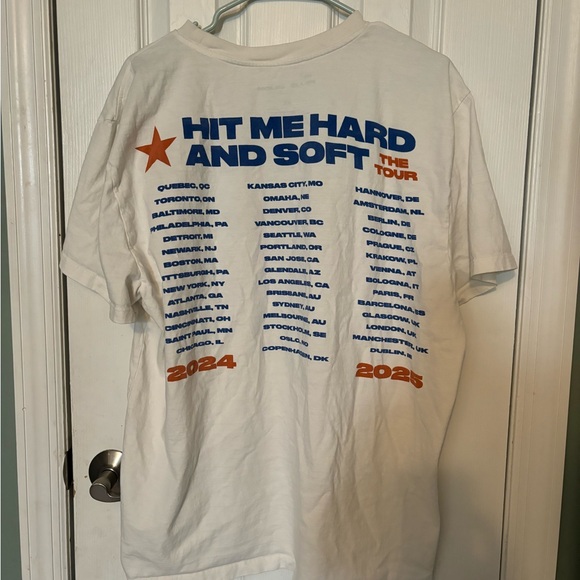 HIT ME HARD
AND SOFT THE TOUR
QUEBEC, QC
TORONTO, ON
BALTIMORE, MD
PHILADELPHIA, PA
DETROIT, MI
NEWARK, NJ
BOSTON, MA
PITTSBURGH, PA
NEW YORK, NY
ATLANTA, GA
NASHVILLE, TN
CINCINNATI, OH
SAINT PAUL, MN
CHICAGO, IL
2024
KANSAS CITY, MO
OMAHA, NE
DENVER, CO
VANCOUVER, BC
SEATTLE, WA
PORTLAND, OR
SAN JOSE, CA
GLENDALE, AZ
LOS ANGELES, CA
BRISBANE, AU
SYDNEY, AU
MELBOURNE, AU
STOCKHOLM, SE
OSLO, NO
COPENHAGEN, DK
HANNOVER, DE
AMSTERDAM, NL
BERLIN, DE
COLOGNE, DE
PRAGUE, C
KRAKOW, PL
VIENNA, AT
BOLOGNA, IT
PARIS, FR
BARCELONA, ES
GLASGOW, UK
LONDON, UK
MANCHESTER, UK
DUBLIN, IE
2025